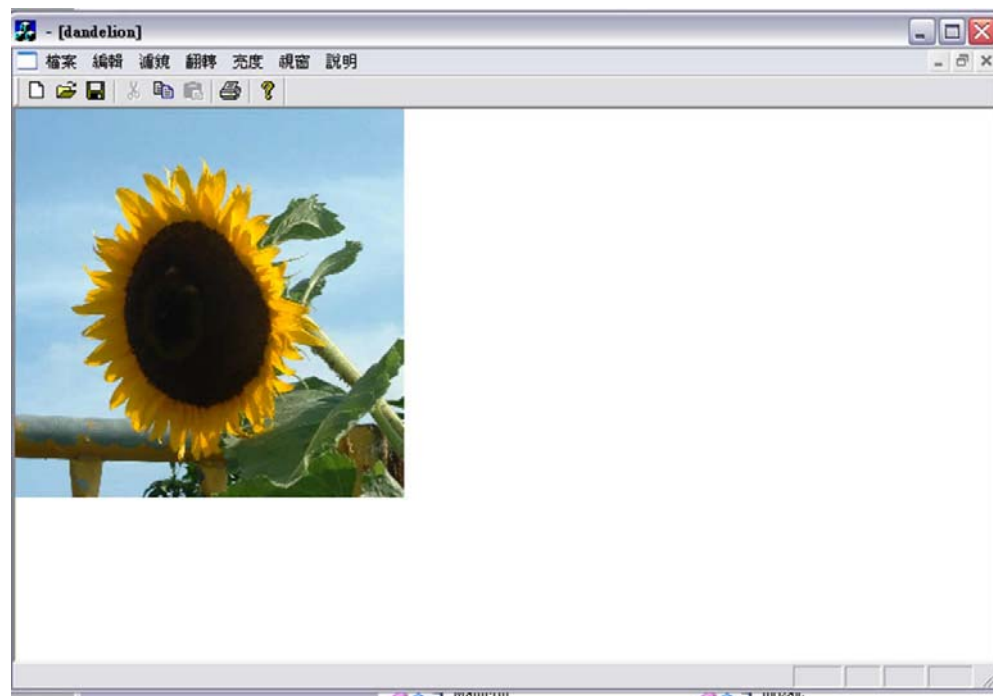 - [dandelion]
檔案 編輯 濾鏡 翻轉 亮度 視窗 說明